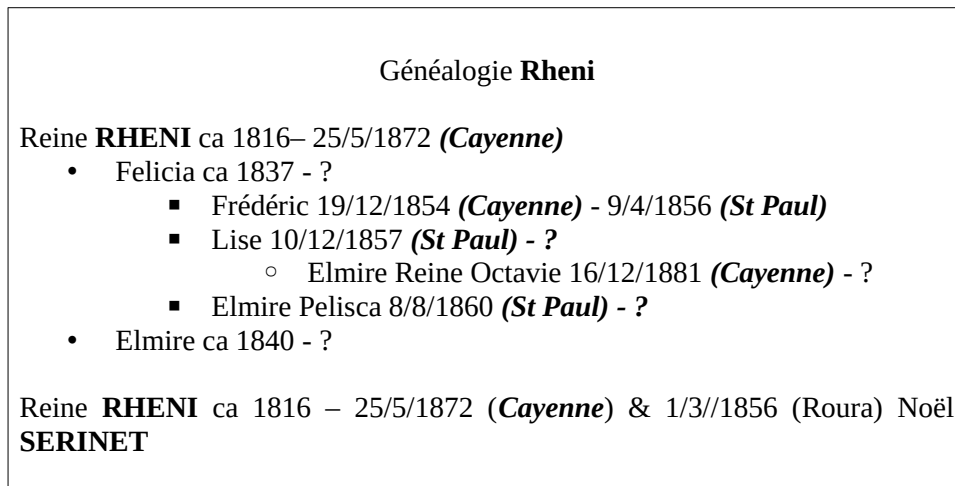 Généalogie Rheni
Reine RHENI ca 1816– 25/5/1872 (Cayenne)
• Felicia ca 1837 - ?
▪ Frédéric 19/12/1854 (Cayenne) - 9/4/1856 (St Paul)
▪ Lise 10/12/1857 (St Paul) - ?
◦ Elmire Reine Octavie 16/12/1881 (Cayenne) - ?
▪ Elmire Pelisca 8/8/1860 (St Paul) - ?
• Elmire ca 1840 - ?
Reine RHENI ca 1816 – 25/5/1872 (Cayenne) & 1/3//1856 (Roura) Noël
SERINET